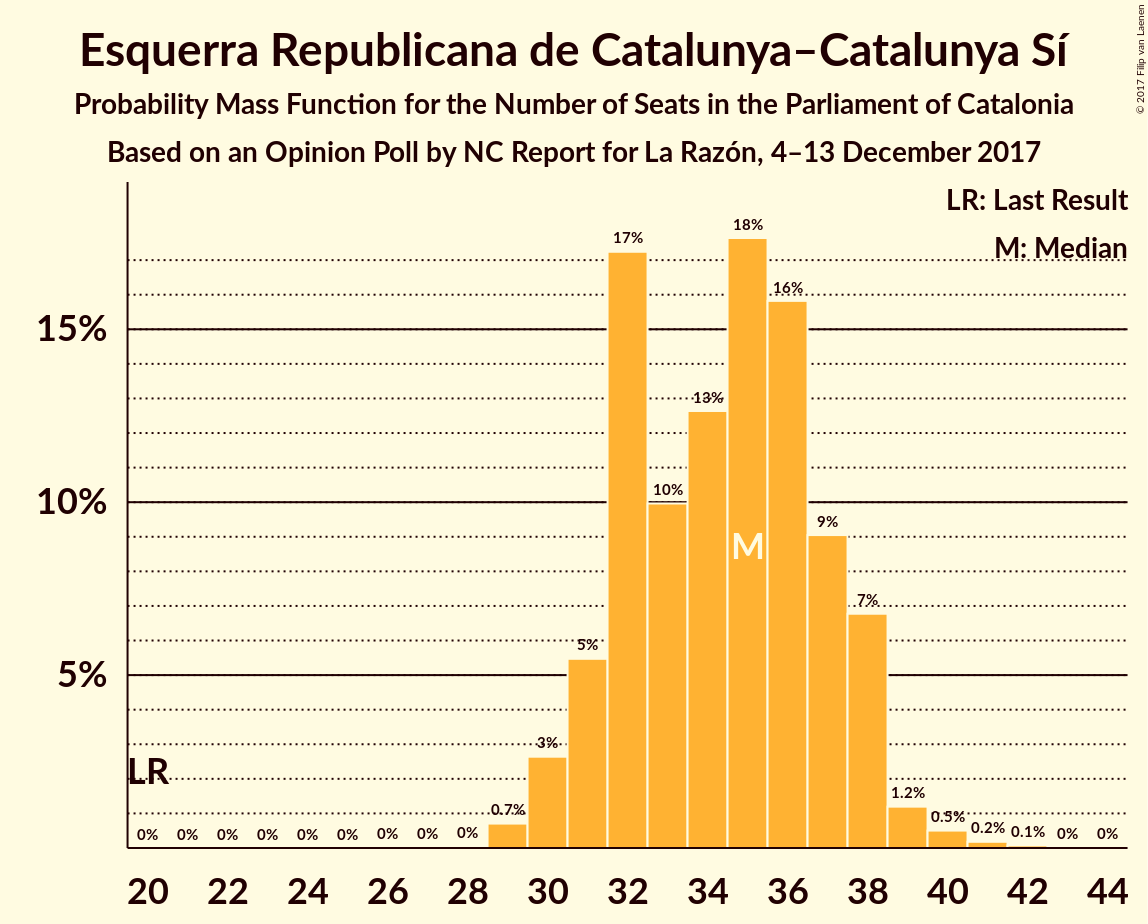 Esquerra Republicana de Catalunya–Catalunya Sí
Probability Mass Function for the Number of Seats in the Parliament of Catalonia
Based on an Opinion Poll by NC Report for La Razón, 4–13 December 2017
© 2017 Filip van Laenen
LR: Last Result
M: Median
15%
10%
5%
LR
M
0% 0% 0% 0% 0% 0% 0% 0% 0% 0.7% 3% 5% 17% 10% 13% 18% 16% 9% 7% 1.2% 0.5% 0.2% 0.1% 0% 0%
20 22 24 26 28 30 32 34 36 38 40 42 44